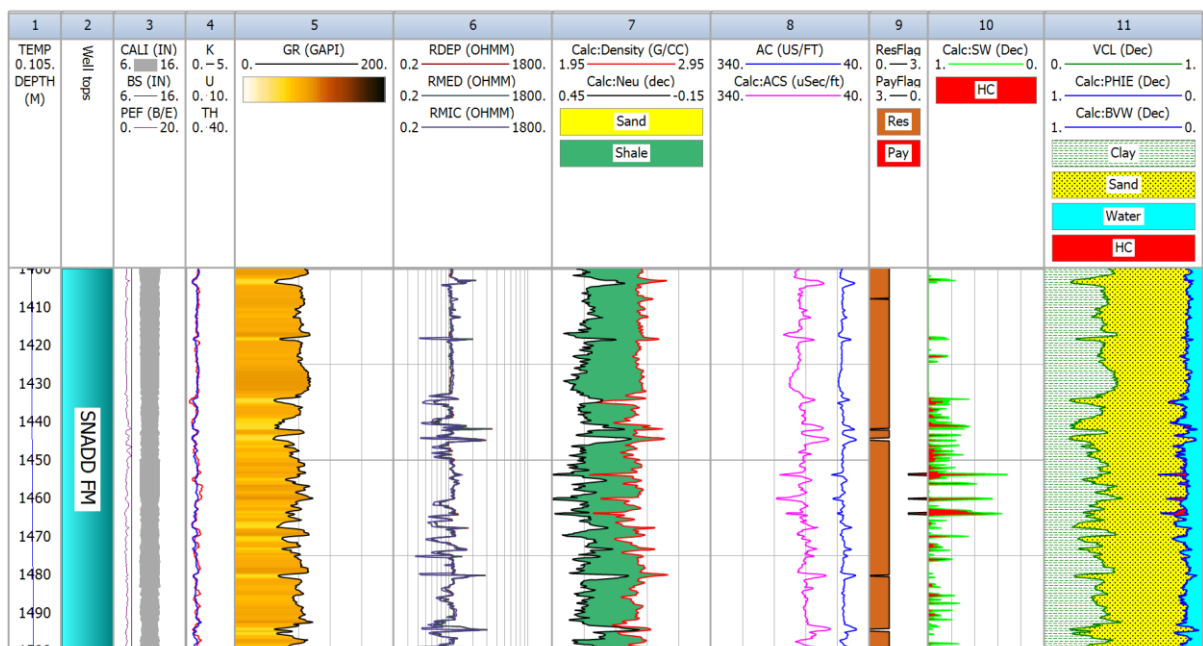 1 2 3 4 5 6 7 8 9 10 11
TEMP
0.105.
DEPTH
(M)
Well tops
CALI (IN)
6. 16.
BS (IN)
6. 16.
PEF (B/E)
0. 20.
K
0. 5.
U
0. 10.
TH
0. 40.
GR (GAPI)
0. 200.
RDEP (OHMM)
0.2 1800.
RMED (OHMM)
0.2 1800.
RMIC (OHMM)
0.2 1800.
Calc:Density (G/CC)
1.95 2.95
Calc:Neu (dec)
0.45 -0.15
Sand
Shale
AC (US/FT)
340. 40.
Calc:ACS (uSec/ft)
340. 40.
ResFlag
0. 3.
PayFlag
3. 0.
Res
Pay
Calc:SW (Dec)
1. 0.
HC
VCL (Dec)
0. 1.
Calc:PHIE (Dec)
1. 0.
Calc:BVW (Dec)
1. 0.
Clay
Sand
Water
HC
1400
1410
1420
1430
1440
1450
1460
1470
1480
1490
SNADD FM